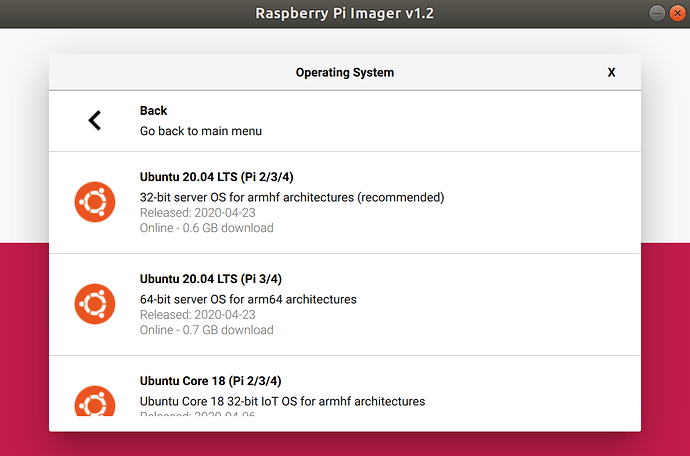 Raspberry Pi Imager v1.2
Operating System
X
Back
Go back to main menu
Ubuntu 20.04 LTS (Pi 2/3/4)
32-bit server OS for armhf architectures (recommended)
Released: 2020-04-23
Online - 0.6 GB download
Ubuntu 20.04 LTS (Pi 3/4)
64-bit server OS for arm64 architectures
Released: 2020-04-23
Online - 0.7 GB download
Ubuntu Core 18 (Pi 2/3/4)
Ubuntu Core 18 32-bit IoT OS for armhf architectures
Released: 2020-04-06